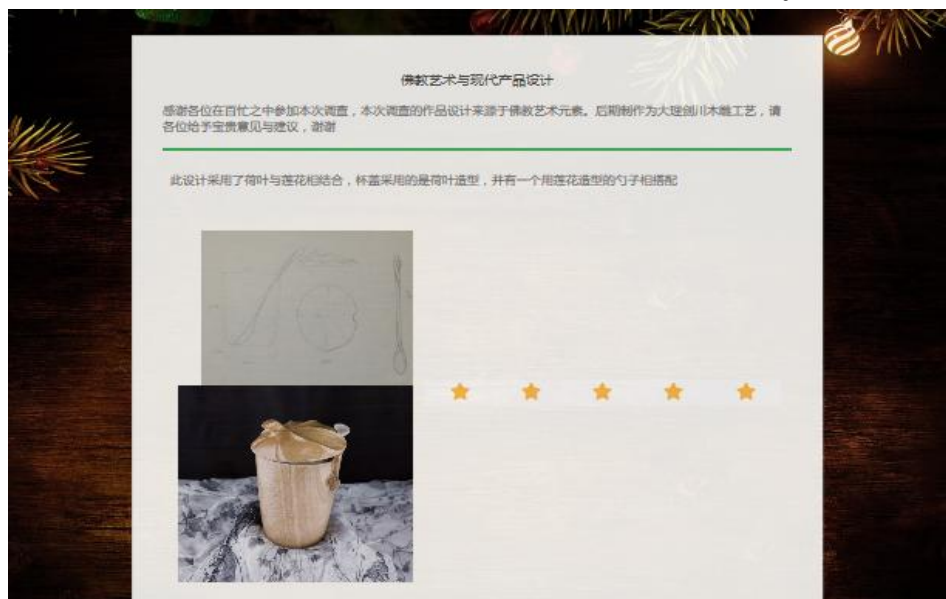 佛教艺术与现代产品设计
感谢各位在百忙之中参加本次调查，本次调查的作品设计来源于佛教艺术元素。后期制作为大理剑川木雕工艺，请
各位给予宝贵意见与建议，谢谢
此设计采用了荷叶与莲花相结合，杯盖采用的是荷叶造型，并有一个用莲花造型的勺子相搭配